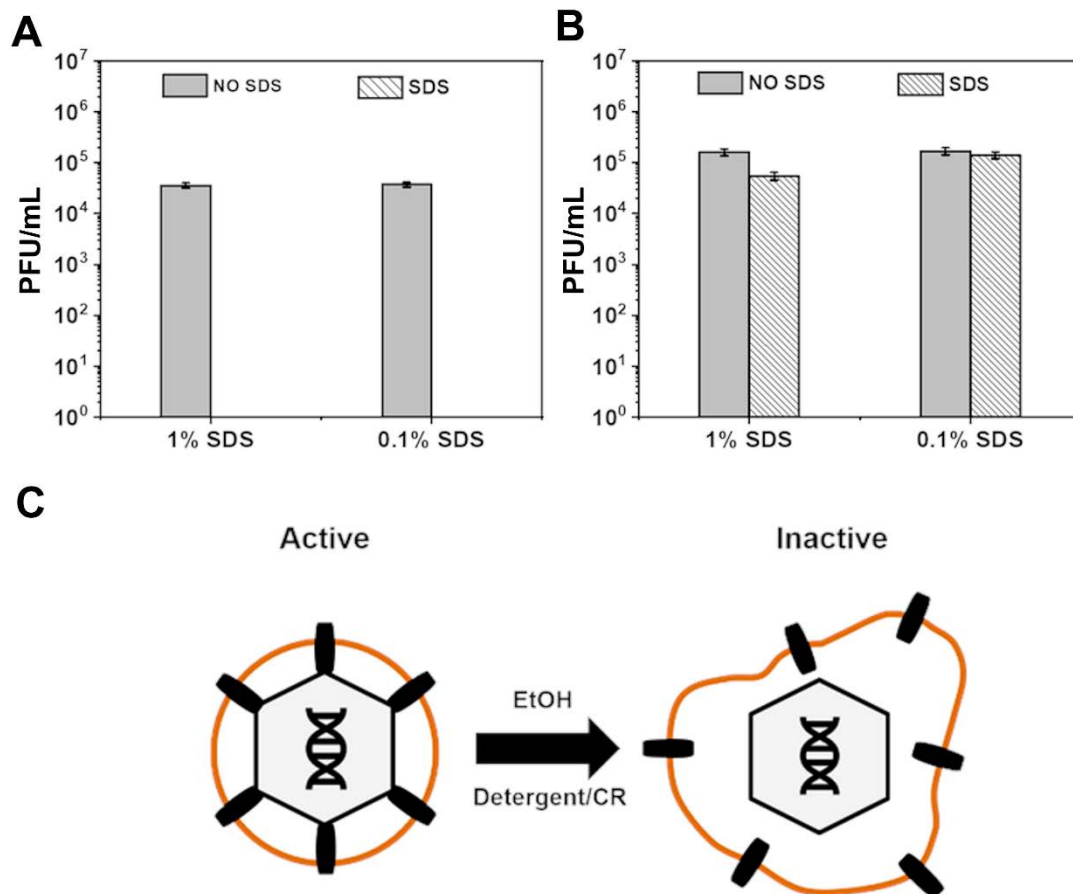 A
PFU/mL
10⁷
10⁶
10⁵
10⁴
10³
10²
10¹
10⁰
NO SDS
SDS
1% SDS
0.1% SDS
B
PFU/mL
10⁷
10⁶
10⁵
10⁴
10³
10²
10¹
10⁰
NO SDS
SDS
1% SDS
0.1% SDS
C
Active
Inactive
EtOH
Detergent/CR